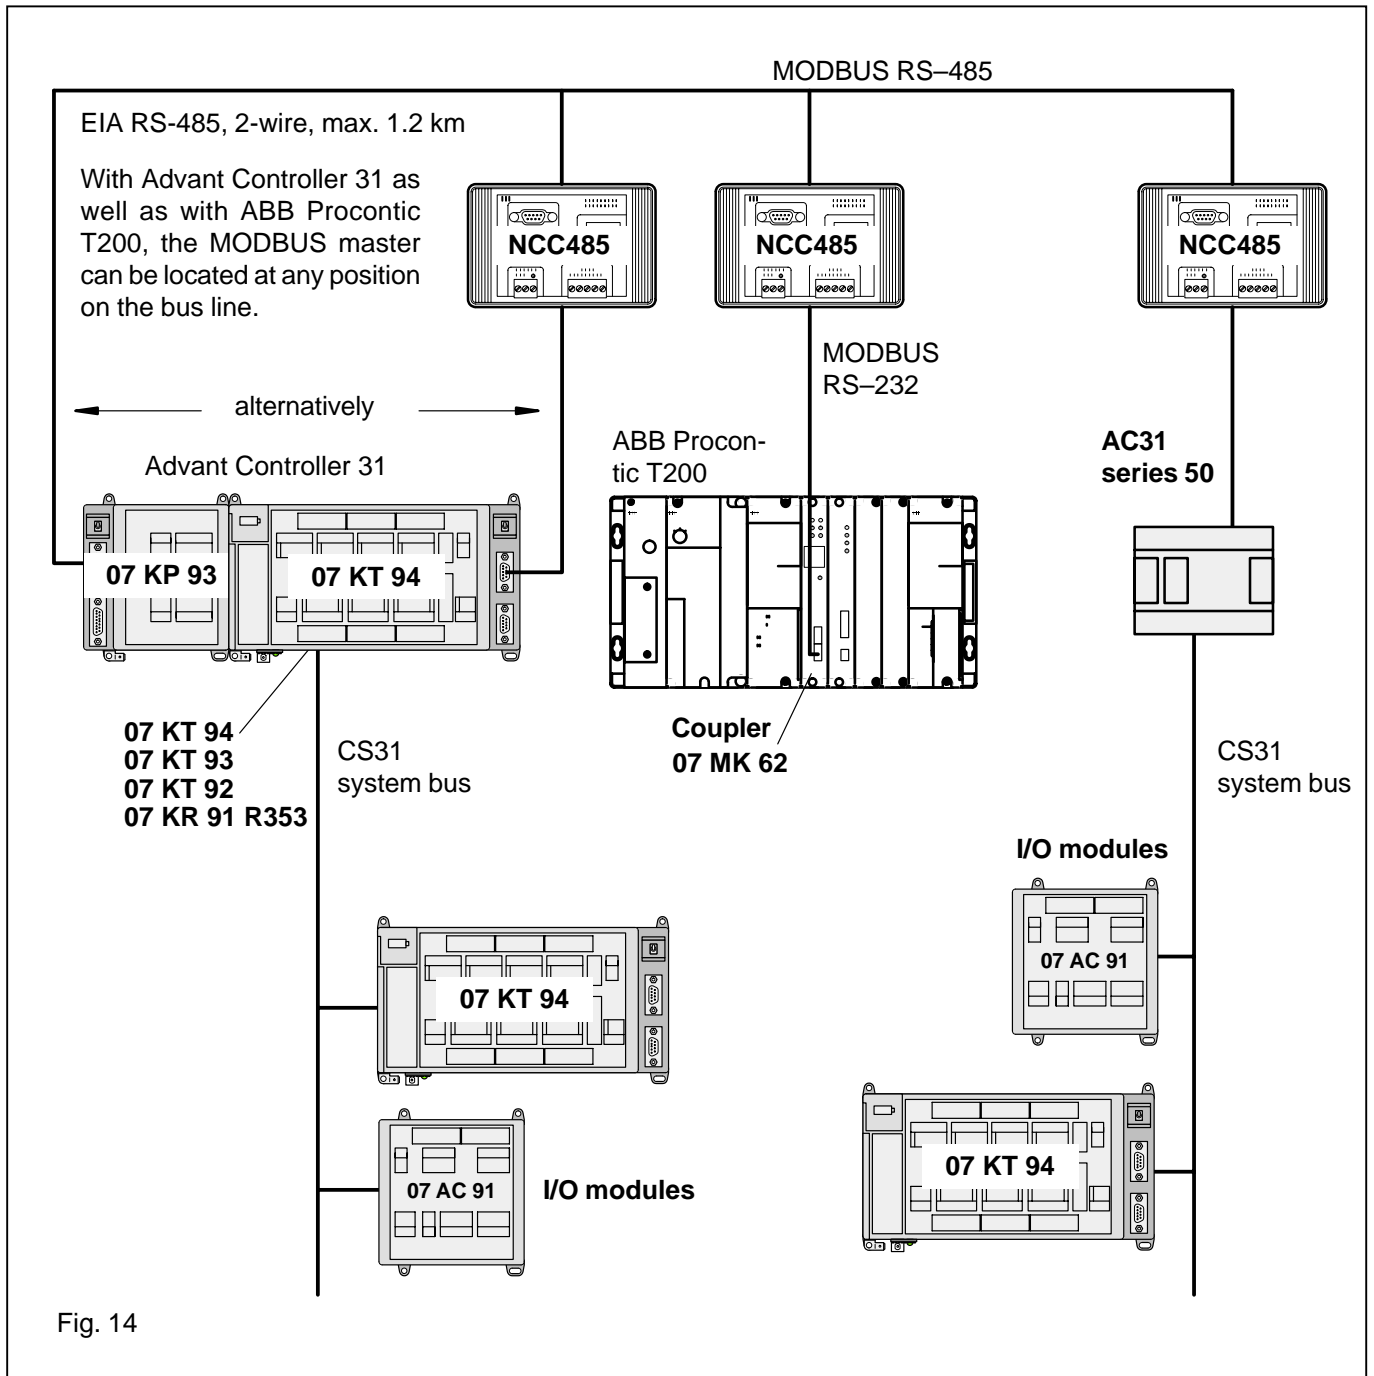 MODBUS RS–485
EIA RS-485, 2-wire, max. 1.2 km
With Advant Controller 31 as
well as with ABB Procontic
T200, the MODBUS master
can be located at any position
on the bus line.
NCC485
NCC485
NCC485
MODBUS
RS–232
alternatively
Advant Controller 31
ABB Procon-
tic T200
AC31
series 50
07 KP 93
07 KT 94
07 KT 94
07 KT 93
07 KT 92
07 KR 91 R353
CS31
system bus
Coupler
07 MK 62
CS31
system bus
I/O modules
07 AC 91
07 KT 94
07 KT 94
07 AC 91
I/O modules
Fig. 14